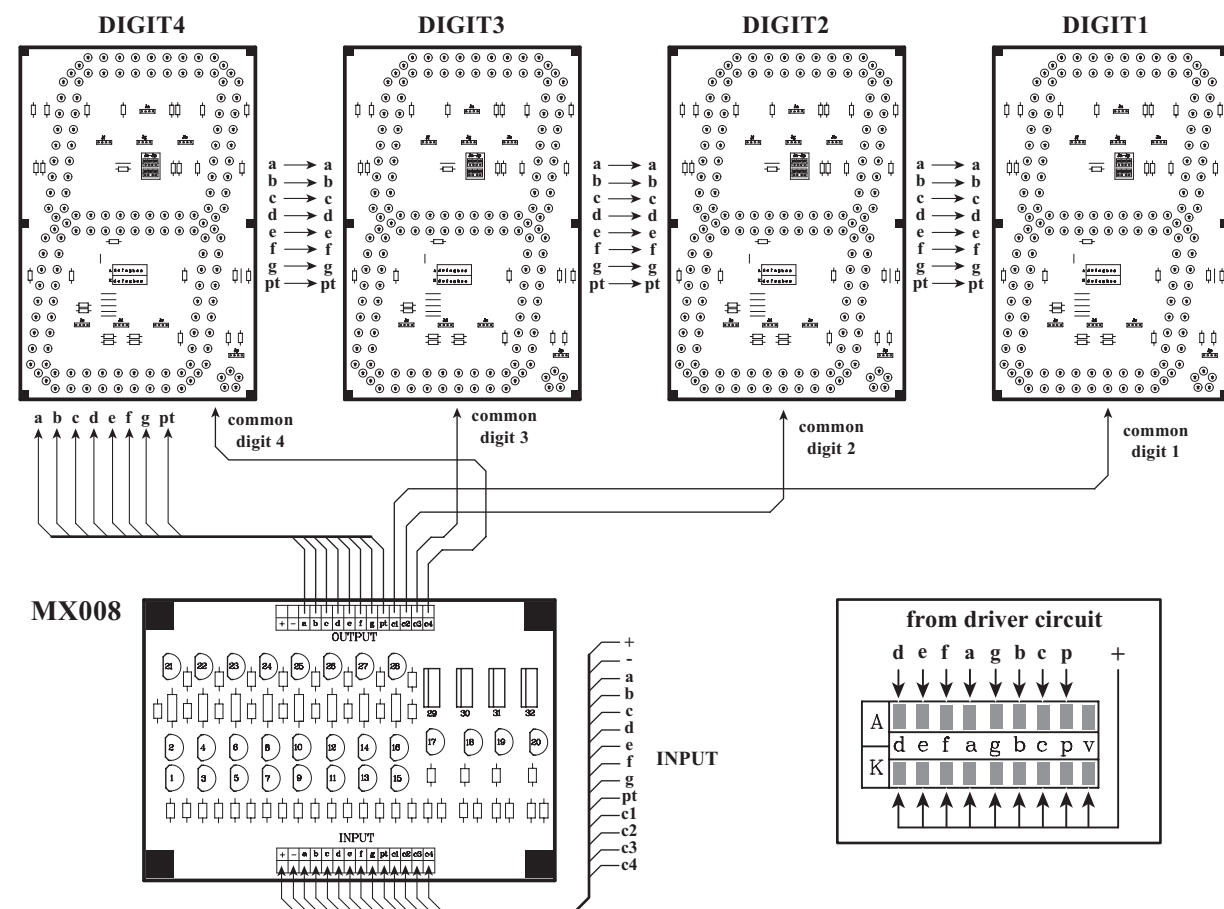 DIGIT4 DIGIT3 DIGIT2 DIGIT1
a a a a a a
b b b b b b
c c c c c c
d d d d d d
e e e e e e
f f f f f f
g g g g g g
pt pt pt pt pt pt
a b c d e f g pt
common
digit 4
common
digit 3
common
digit 2
common
digit 1
MX008
+ - a b c d e f g pt c1 c2 c3 c4
OUTPUT
21 22 23 24 25 26 27 28
29 30 31 32
2 4 6 8 10 12 14 16 17 18 19 20
1 3 5 7 9 11 13 15
INPUT
+ - a b c d e f g pt c1 c2 c3 c4
+
-
a
b
c
d
e
f
g
pt
c1
c2
c3
c4
INPUT
from driver circuit
d e f a g b c p +
A
d e f a g b c p v
K